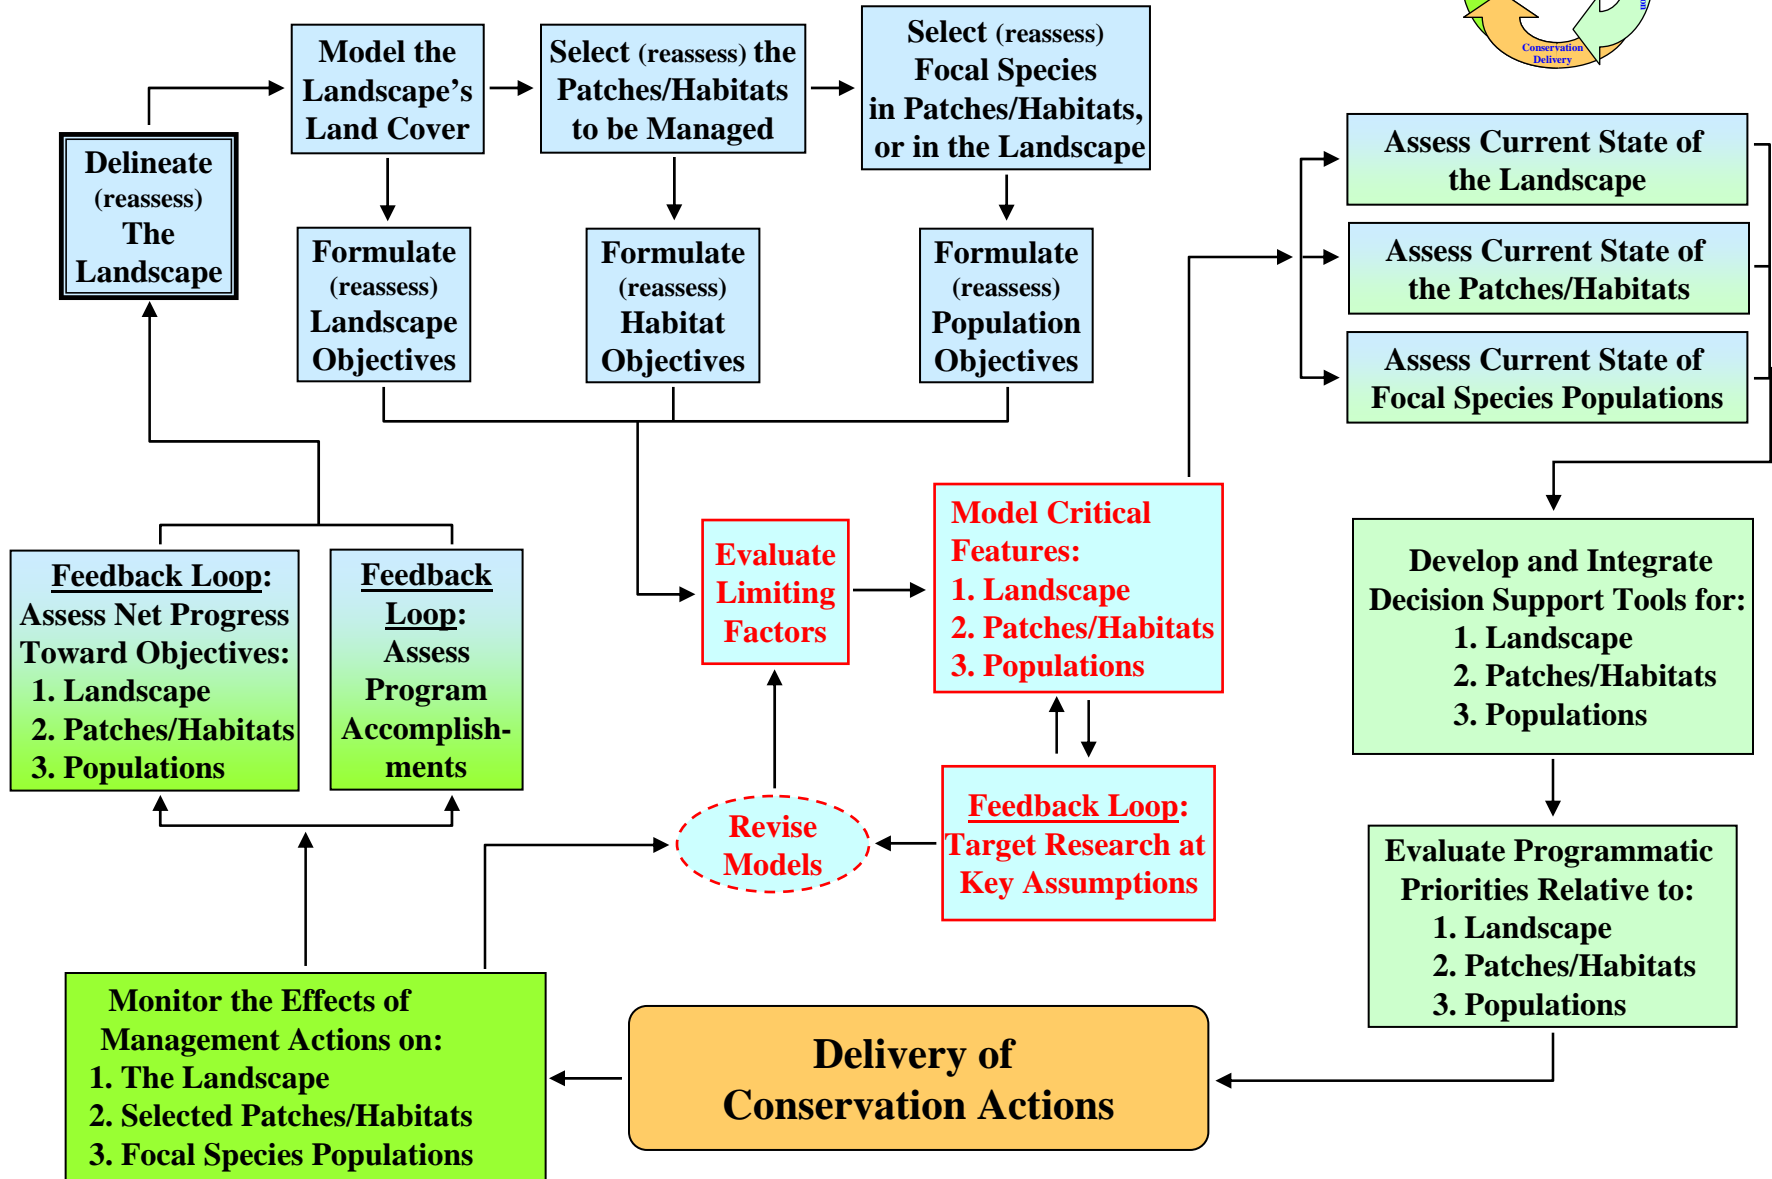 Conservation
Delivery
Model the
Landscape’s
Land Cover
Select (reassess) the
Patches/Habitats
to be Managed
Select (reassess)
Focal Species
in Patches/Habitats,
or in the Landscape
Delineate
(reassess)
The
Landscape
Formulate
(reassess)
Landscape
Objectives
Formulate
(reassess)
Habitat
Objectives
Formulate
(reassess)
Population
Objectives
Assess Current State of
the Landscape
Assess Current State of
the Patches/Habitats
Assess Current State of
Focal Species Populations
Feedback Loop:
Assess Net Progress
Toward Objectives:
1. Landscape
2. Patches/Habitats
3. Populations
Feedback
Loop:
Assess
Program
Accomplish-
ments
Evaluate
Limiting
Factors
Model Critical
Features:
1. Landscape
2. Patches/Habitats
3. Populations
Develop and Integrate
Decision Support Tools for:
1. Landscape
2. Patches/Habitats
3. Populations
Revise
Models
Feedback Loop:
Target Research at
Key Assumptions
Evaluate Programmatic
Priorities Relative to:
1. Landscape
2. Patches/Habitats
3. Populations
Monitor the Effects of
Management Actions on:
1. The Landscape
2. Selected Patches/Habitats
3. Focal Species Populations
Delivery of
Conservation Actions